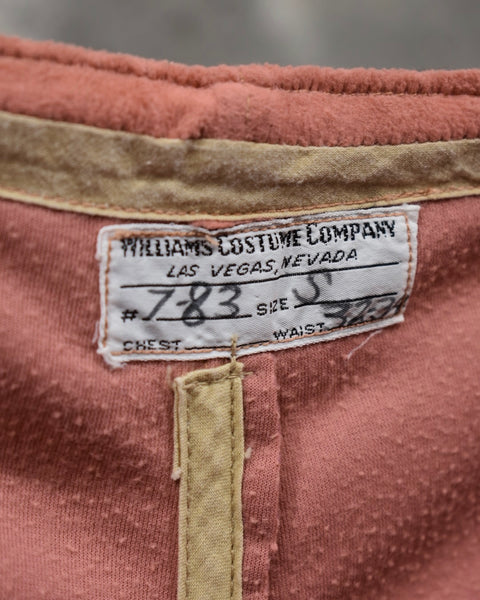 WILLIAMS COSTUME COMPANY
LAS VEGAS, NEVADA
# 7-83 SIZE S
CHEST WAIST